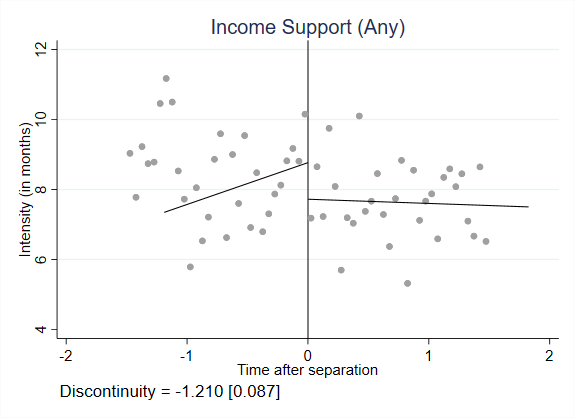 Income Support (Any)
Intensity (in months)
12
10
8
6
4
-2
-1
0
1
2
Time after separation
Discontinuity = -1.210 [0.087]